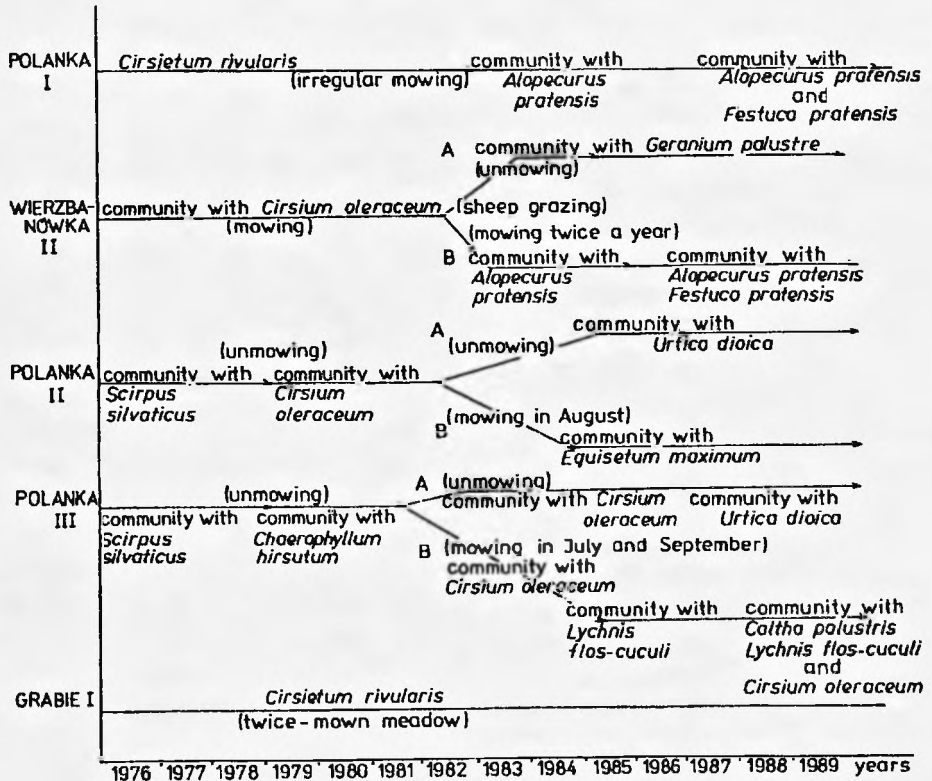 POLANKA
I
Cirsietum rivularis
(irregular mowing)
community with
Alopecurus
pratensis
community with
Alopecurus pratensis
and
Festuca pratensis
WIERZBA-
NÓWKA
II
community with Cirsium oleraceum
(mowing)
A community with Geranium palustre
(unmowing)
(sheep grazing)
(mowing twice a year)
B community with
Alopecurus
pratensis
community with
Alopecurus pratensis
Festuca pratensis
POLANKA
II
(unmowing)
community with
Scirpus
silvaticus
community with
Cirsium
oleraceum
A
(unmowing)
community with
Urtica dioica
B (mowing in August)
community with
Equisetum maximum
POLANKA
III
(unmowing)
community with
Scirpus
silvaticus
community with
Chaerophyllum
hirsutum
A (unmowing)
community with Cirsium
oleraceum
community with
Urtica dioica
B (mowing in July and September)
community with
Cirsium oleraceum
community with
Lychnis
flos-cuculi
community with
Caltha palustris
Lychnis flos-cuculi
and
Cirsium oleraceum
GRABIE I
Cirsietum rivularis
(twice-mown meadow)
1976 1977 1978 1979 1980 1981 1982 1983 1984 1985 1986 1987 1988 1989 years